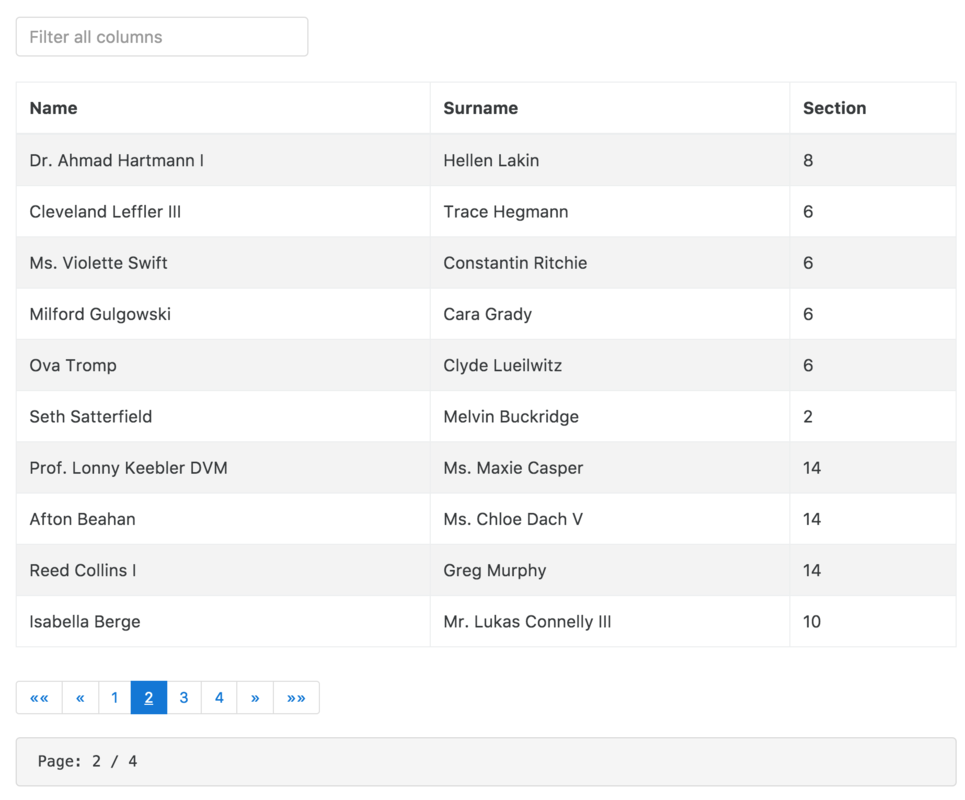 Filter all columns
Name Surname Section
Dr. Ahmad Hartmann I Hellen Lakin 8
Cleveland Leffler III Trace Hegmann 6
Ms. Violette Swift Constantin Ritchie 6
Milford Gulgowski Cara Grady 6
Ova Tromp Clyde Lueilwitz 6
Seth Satterfield Melvin Buckridge 2
Prof. Lonny Keebler DVM Ms. Maxie Casper 14
Afton Beahan Ms. Chloe Dach V 14
Reed Collins I Greg Murphy 14
Isabella Berge Mr. Lukas Connelly III 10
«« « 1 2 3 4 » »»
Page: 2 / 4